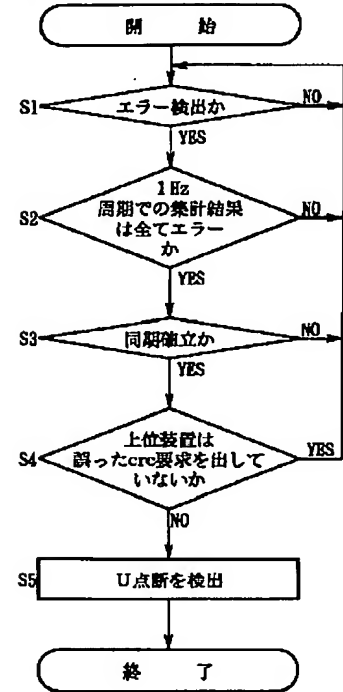 開 始
S1
エラー検出か
NO
YES
S2
1Hz
周期での集計結果
は全てエラー
か
NO
YES
S3
同期確立か
NO
YES
S4
上位装置は
誤ったcrc要求を出して
いないか
YES
NO
S5
U点断を検出
終 了